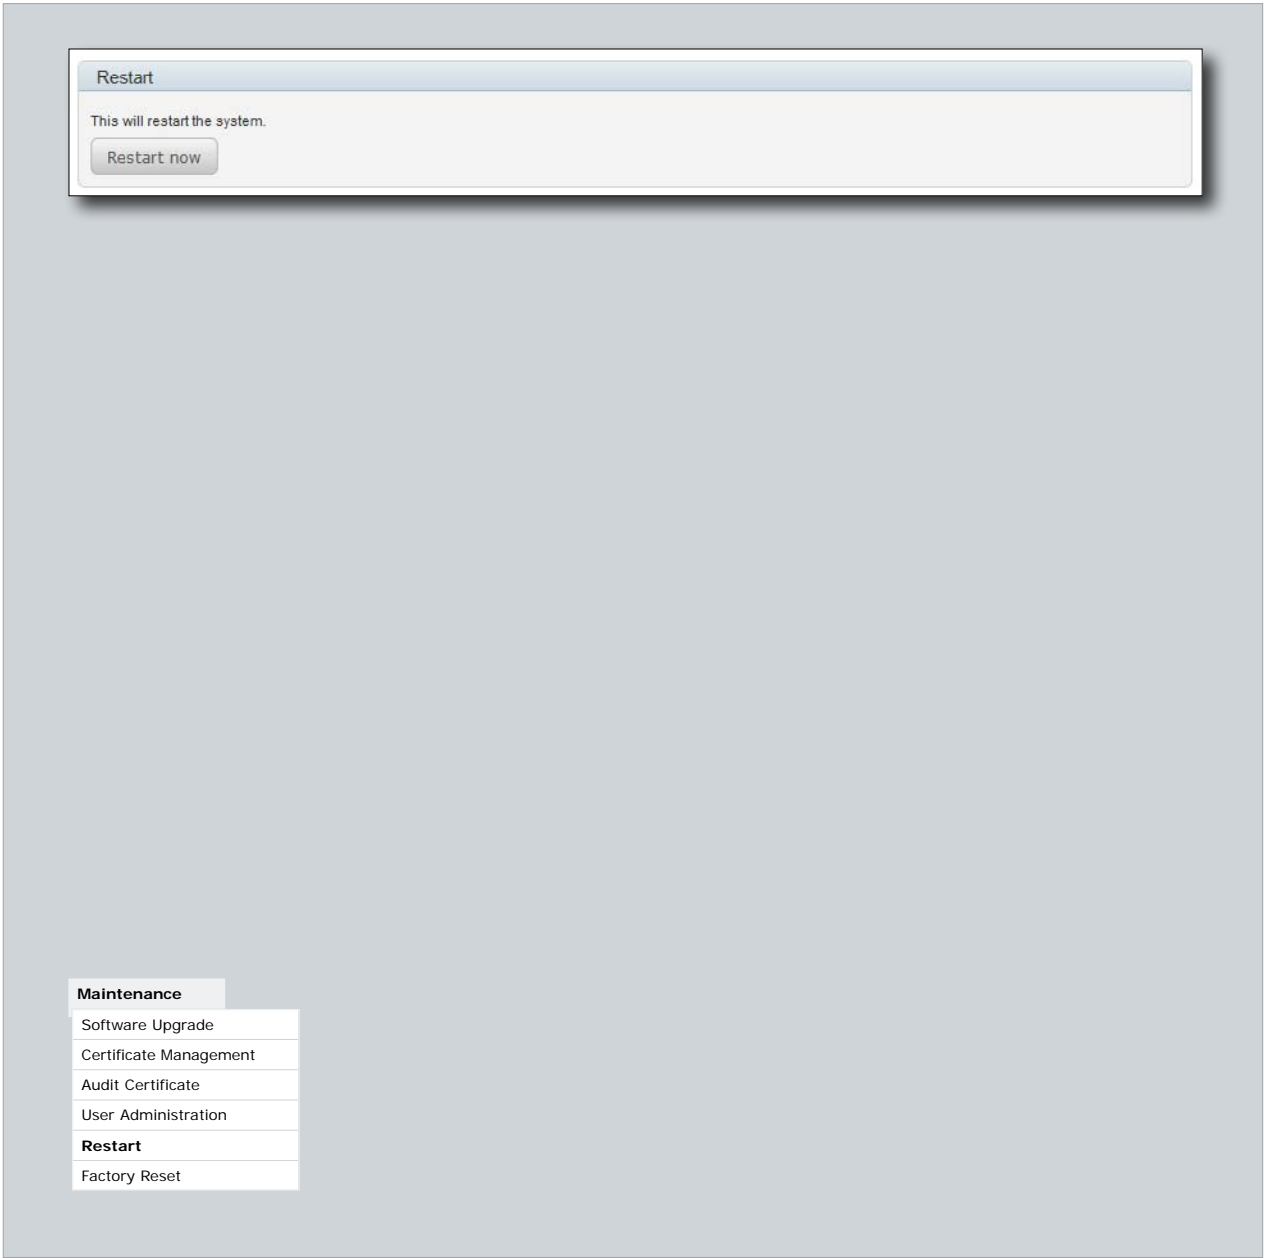 Restart
This will restart the system.
Restart now
Maintenance
Software Upgrade
Certificate Management
Audit Certificate
User Administration
Restart
Factory Reset